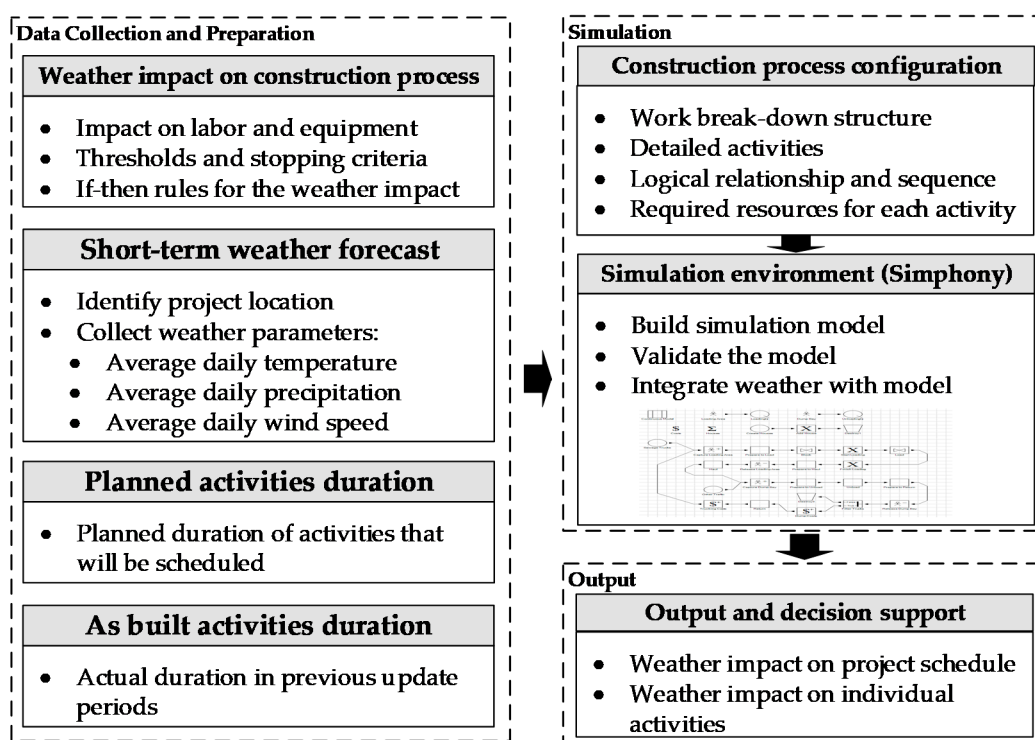 Data Collection and Preparation
Weather impact on construction process
• Impact on labor and equipment
• Thresholds and stopping criteria
• If-then rules for the weather impact
Short-term weather forecast
• Identify project location
• Collect weather parameters:
• Average daily temperature
• Average daily precipitation
• Average daily wind speed
Planned activities duration
• Planned duration of activities that
will be scheduled
As built activities duration
• Actual duration in previous update
periods
Simulation
Construction process configuration
• Work break-down structure
• Detailed activities
• Logical relationship and sequence
• Required resources for each activity
Simulation environment (Simphony)
• Build simulation model
• Validate the model
• Integrate weather with model
Output
Output and decision support
• Weather impact on project schedule
• Weather impact on individual
activities